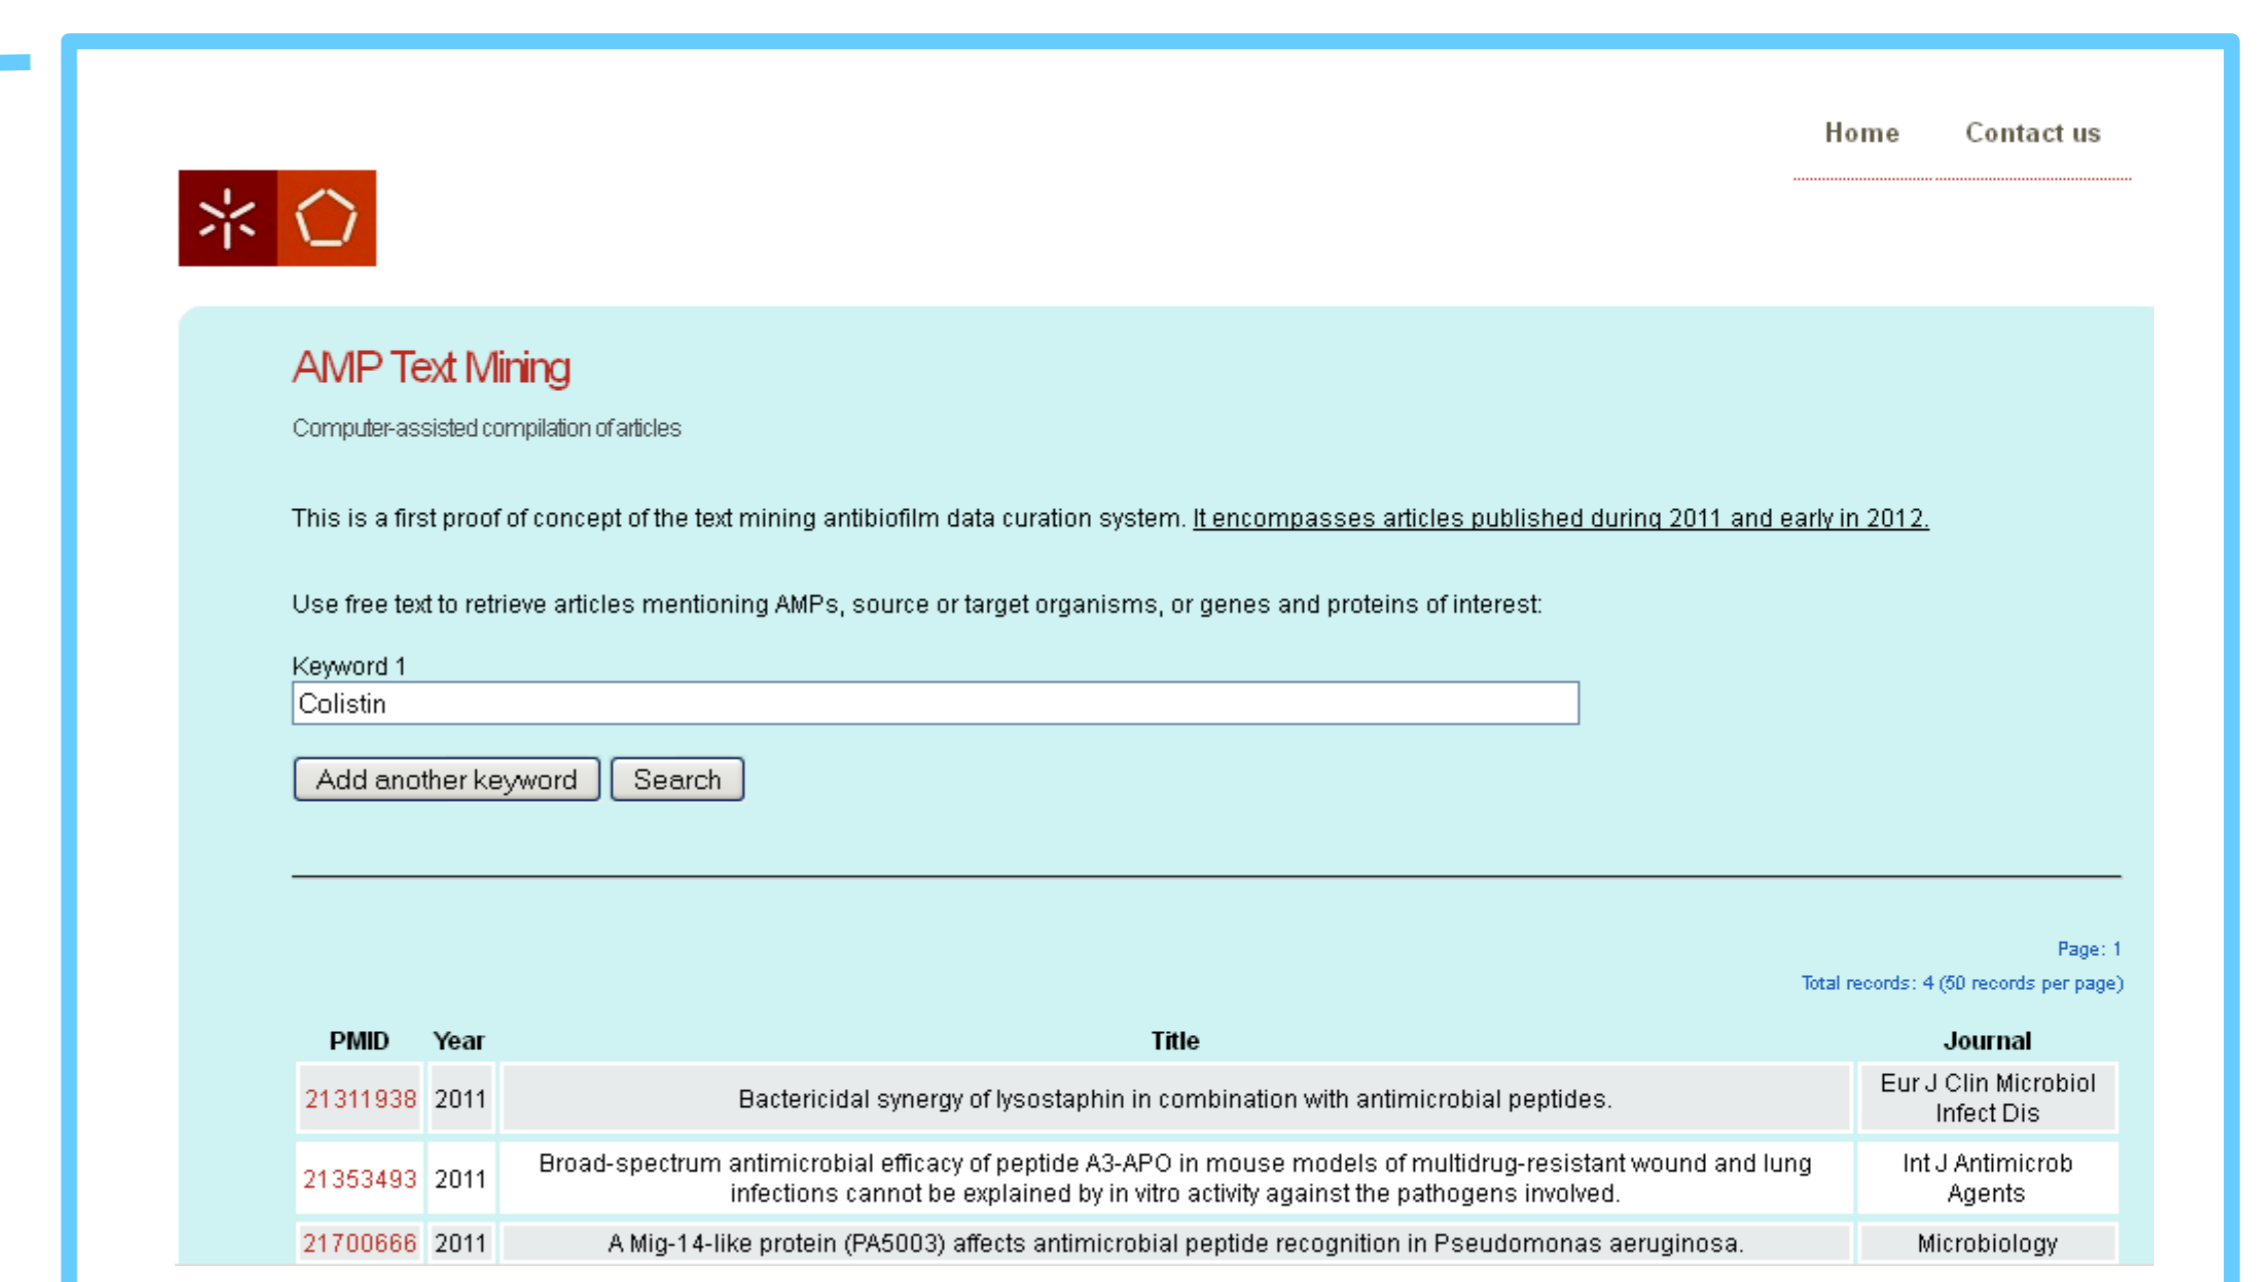 Home Contact us
AMP Text Mining
Computer-assisted compilation of articles
This is a first proof of concept of the text mining antibiofilm data curation system. It encompasses articles published during 2011 and early in 2012.
Use free text to retrieve articles mentioning AMPs, source or target organisms, or genes and proteins of interest:
Keyword 1
Colistin
Add another keyword Search
Page: 1
Total records: 4 (50 records per page)
PMID Year Title Journal
21311938 2011 Bactericidal synergy of lysostaphin in combination with antimicrobial peptides. Eur J Clin Microbiol
Infect Dis
21353493 2011 Broad-spectrum antimicrobial efficacy of peptide A3-APO in mouse models of multidrug-resistant wound and lung Int J Antimicrob
infections cannot be explained by in vitro activity against the pathogens involved. Agents
21700666 2011 A Mig-14-like protein (PA5003) affects antimicrobial peptide recognition in Pseudomonas aeruginosa. Microbiology